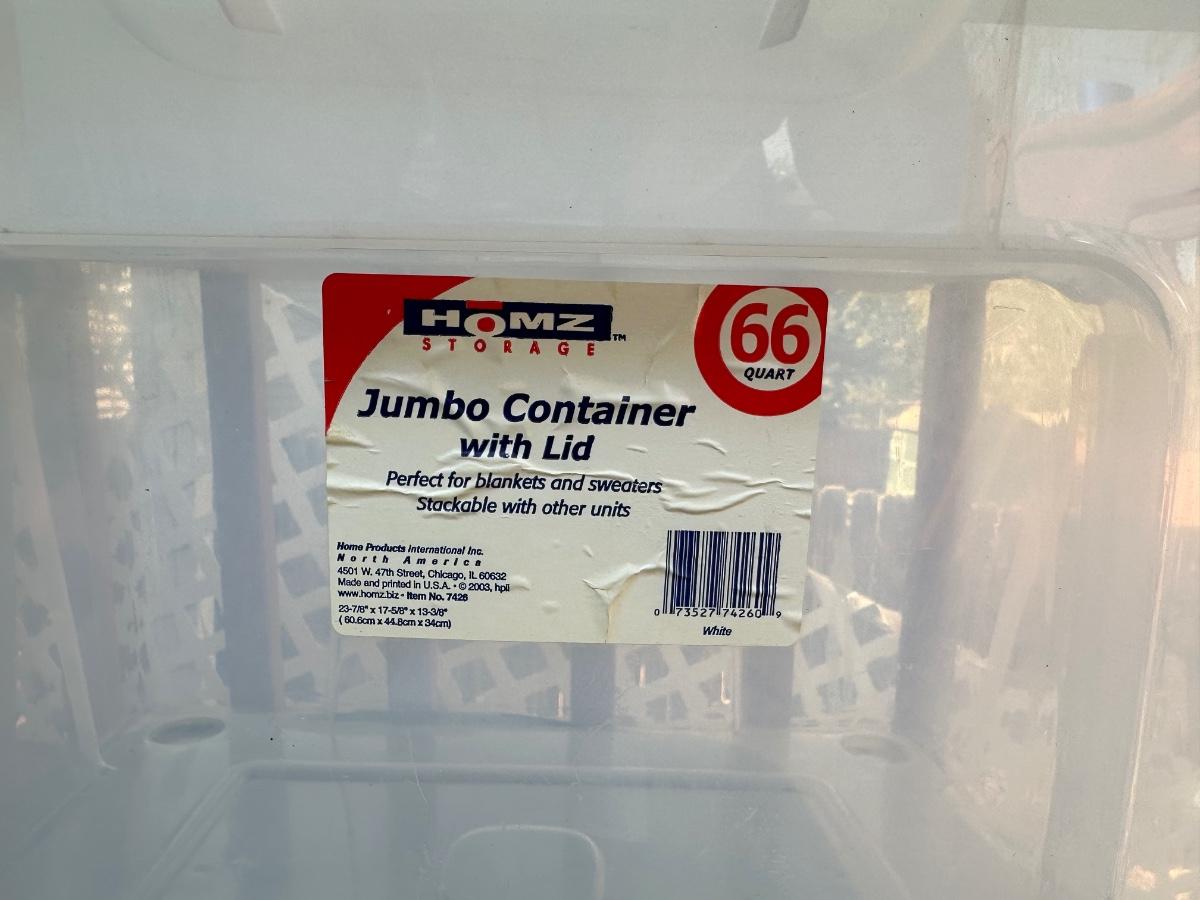 HOMZ™
STORAGE
66
QUART
Jumbo Container
with Lid
Perfect for blankets and sweaters
Stackable with other units
Home Products International Inc.
North America
4501 W. 47th Street, Chicago, IL 60632
Made and printed in U.S.A. • © 2003, hpii
www.homz.biz • Item No. 7426
23-7/8" x 17-5/8" x 13-3/8"
( 60.6cm x 44.8cm x 34cm)
0 73527 74260 9
White